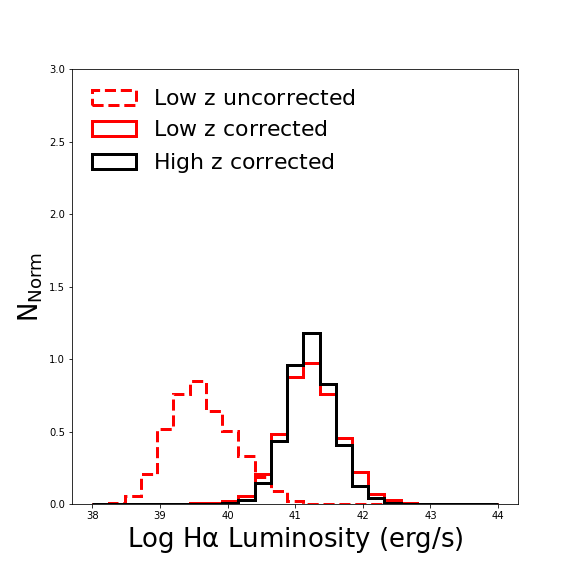 3.0
Low z uncorrected
Low z corrected
High z corrected
2.5
2.0
1.5
1.0
0.5
0.0
N_Norm
38 39 40 41 42 43 44
Log Hα Luminosity (erg/s)